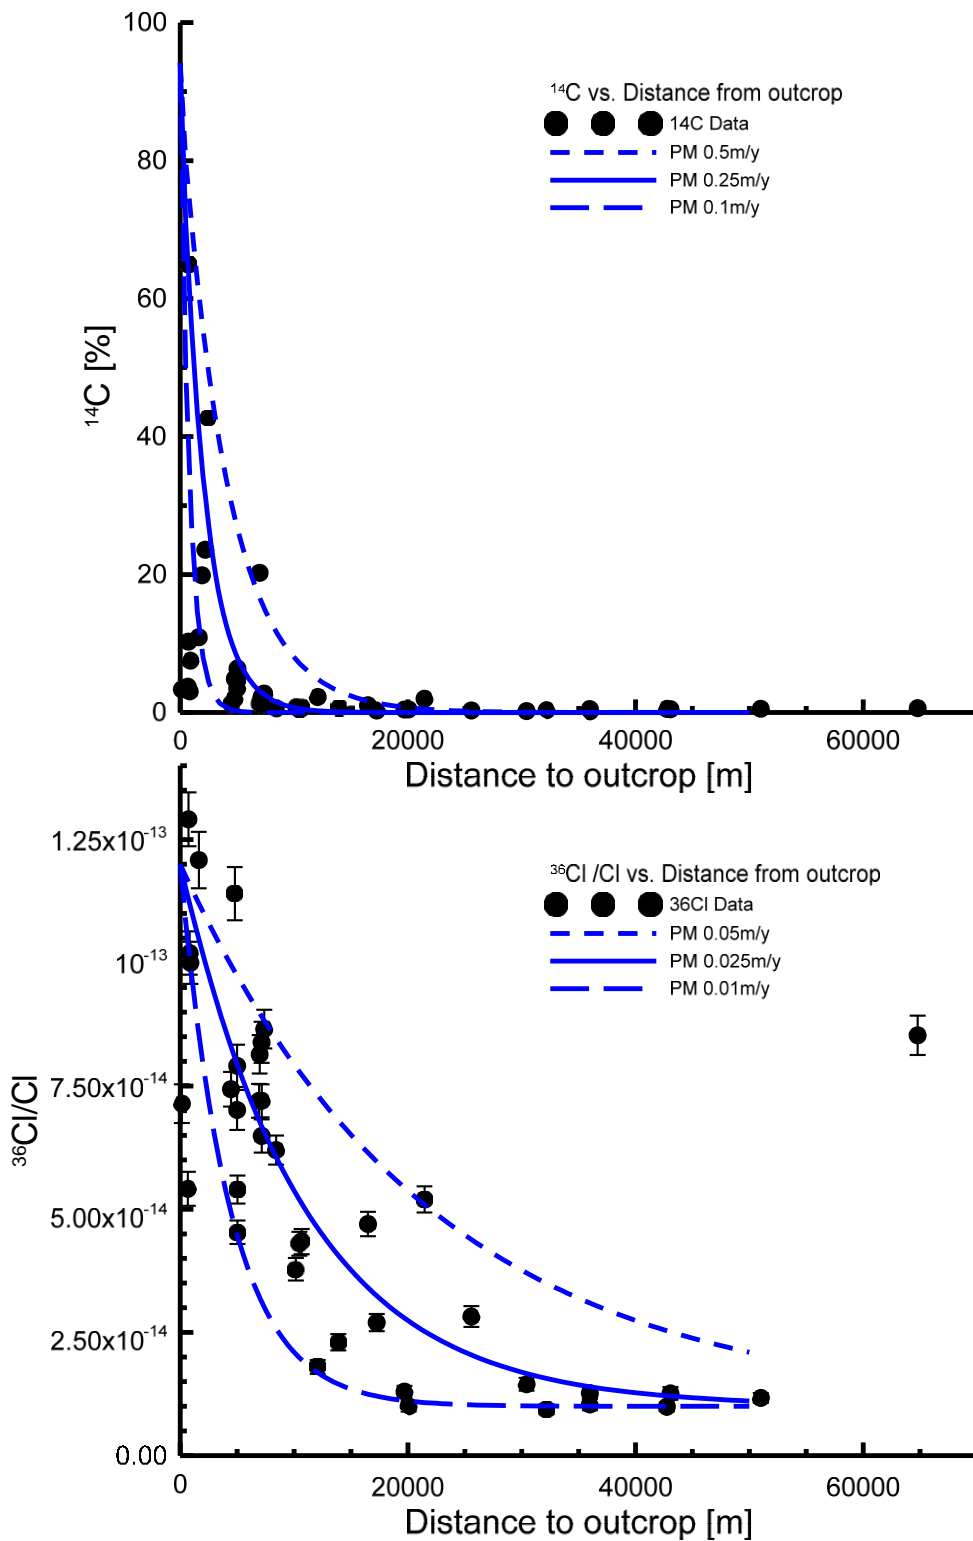 100
80
60
40
20
0
¹⁴C [%]
¹⁴C vs. Distance from outcrop
14C Data
PM 0.5m/y
PM 0.25m/y
PM 0.1m/y
0 20000 40000 60000
Distance to outcrop [m]
1.25x10⁻¹³
10⁻¹³
7.50x10⁻¹⁴
5.00x10⁻¹⁴
2.50x10⁻¹⁴
0.00
³⁶Cl/Cl
³⁶Cl /Cl vs. Distance from outcrop
36Cl Data
PM 0.05m/y
PM 0.025m/y
PM 0.01m/y
0 20000 40000 60000
Distance to outcrop [m]